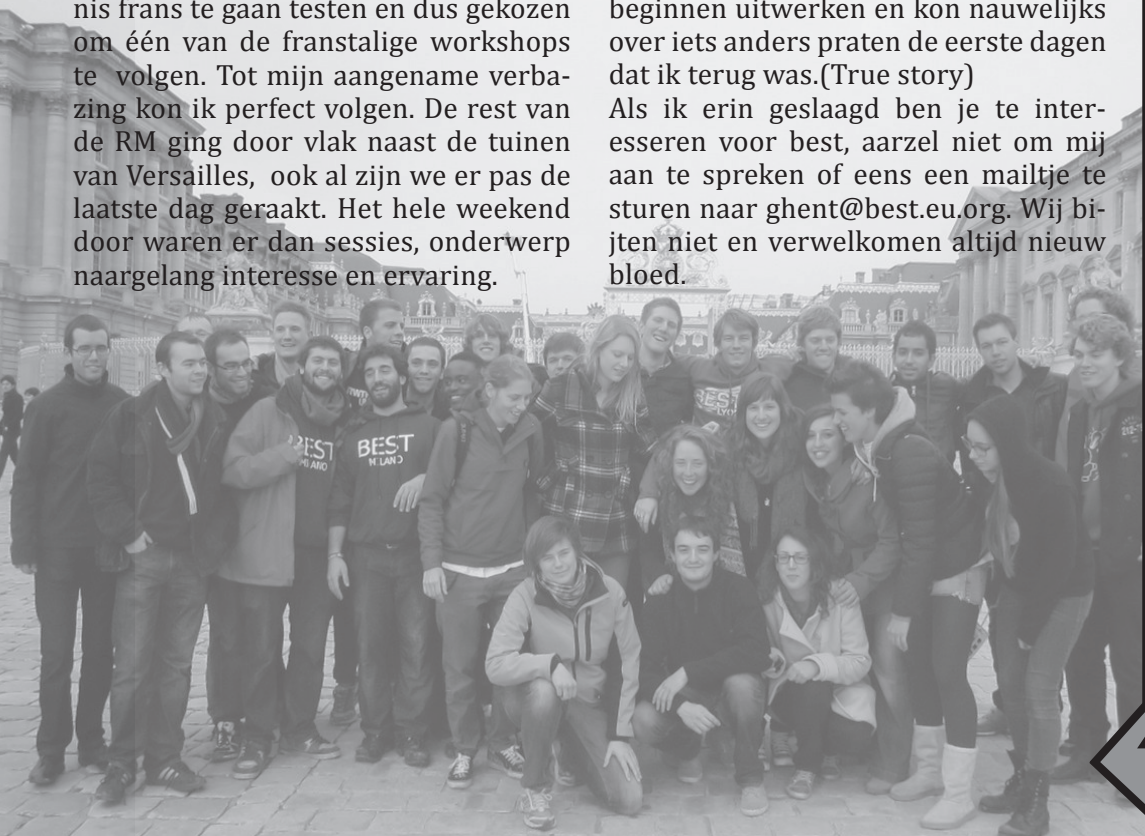 nis frans te gaan testen en dus gekozen
om één van de franstalige workshops
te volgen. Tot mijn aangename verba-
zing kon ik perfect volgen. De rest van
de RM ging door vlak naast de tuinen
van Versailles, ook al zijn we er pas de
laatste dag geraakt. Het hele weekend
door waren er dan sessies, onderwerp
naargelang interesse en ervaring.
beginnen uitwerken en kon nauwelijks
over iets anders praten de eerste dagen
dat ik terug was.(True story)
Als ik erin geslaagd ben je te inter-
esseren voor best, aarzel niet om mij
aan te spreken of eens een mailtje te
sturen naar ghent@best.eu.org. Wij bi-
jten niet en verwelkomen altijd nieuw
bloed.
BEST
MILANO
BEST
MILANO
BEST
LYON